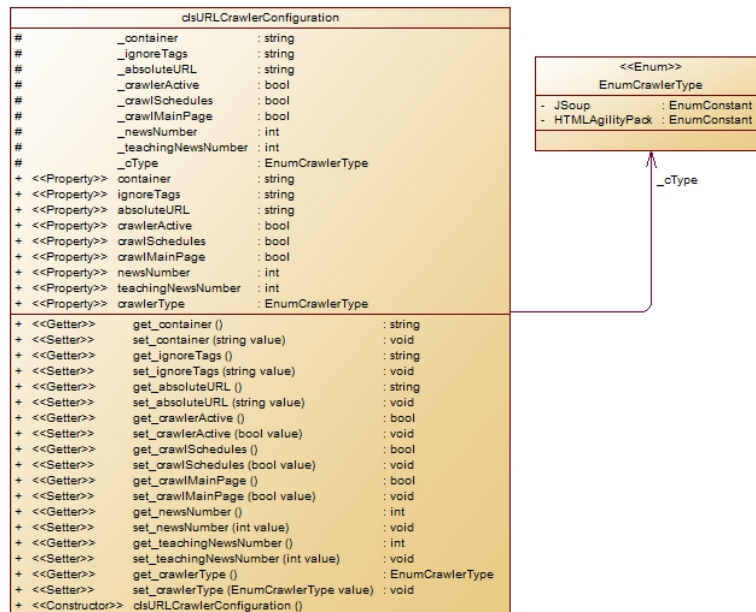 clsURLCrawlerConfiguration
# _container : string
# _ignoreTags : string
# _absoluteURL : string
# _crawlerActive : bool
# _crawlSchedules : bool
# _crawlMainPage : bool
# _newsNumber : int
# _teachingNewsNumber : int
# _cType : EnumCrawlerType
+ <<Property>> container : string
+ <<Property>> ignoreTags : string
+ <<Property>> absoluteURL : string
+ <<Property>> crawlerActive : bool
+ <<Property>> crawlSchedules : bool
+ <<Property>> crawlMainPage : bool
+ <<Property>> newsNumber : int
+ <<Property>> teachingNewsNumber : int
+ <<Property>> crawlerType : EnumCrawlerType
+ <<Getter>> get_container () : string
+ <<Setter>> set_container (string value) : void
+ <<Getter>> get_ignoreTags () : string
+ <<Setter>> set_ignoreTags (string value) : void
+ <<Getter>> get_absoluteURL () : string
+ <<Setter>> set_absoluteURL (string value) : void
+ <<Getter>> get_crawlerActive () : bool
+ <<Setter>> set_crawlerActive (bool value) : void
+ <<Getter>> get_crawlSchedules () : bool
+ <<Setter>> set_crawlSchedules (bool value) : void
+ <<Getter>> get_crawlMainPage () : bool
+ <<Setter>> set_crawlMainPage (bool value) : void
+ <<Getter>> get_newsNumber () : int
+ <<Setter>> set_newsNumber (int value) : void
+ <<Getter>> get_teachingNewsNumber () : int
+ <<Setter>> set_teachingNewsNumber (int value) : void
+ <<Getter>> get_crawlerType () : EnumCrawlerType
+ <<Setter>> set_crawlerType (EnumCrawlerType value) : void
+ <<Constructor>> clsURLCrawlerConfiguration ()
<<Enum>>
EnumCrawlerType
- JSoup : EnumConstant
- HTMLAgilityPack : EnumConstant
_cType